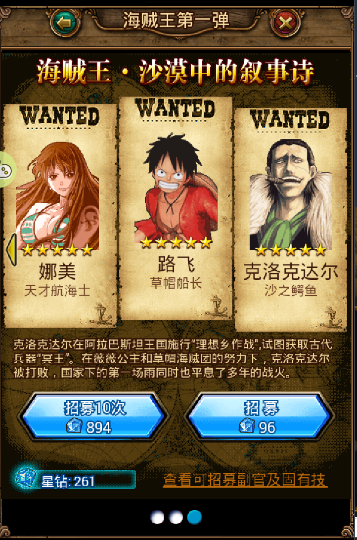 海贼王第一弹
海贼王·沙漠中的叙事诗
WANTED
WANTED
WANTED
娜美
天才航海士
路飞
草帽船长
克洛克达尔
沙之鳄鱼
克洛克达尔在阿拉巴斯坦王国施行“理想乡作战”,试图获取古代
兵器“冥王”。在薇薇公主和草帽海贼团的努力下，克洛克达尔
被打败，国家下的第一场雨同时也平息了多年的战火。
招募10次
894
招 募
96
星钻: 261
查看可招募副官及固有技